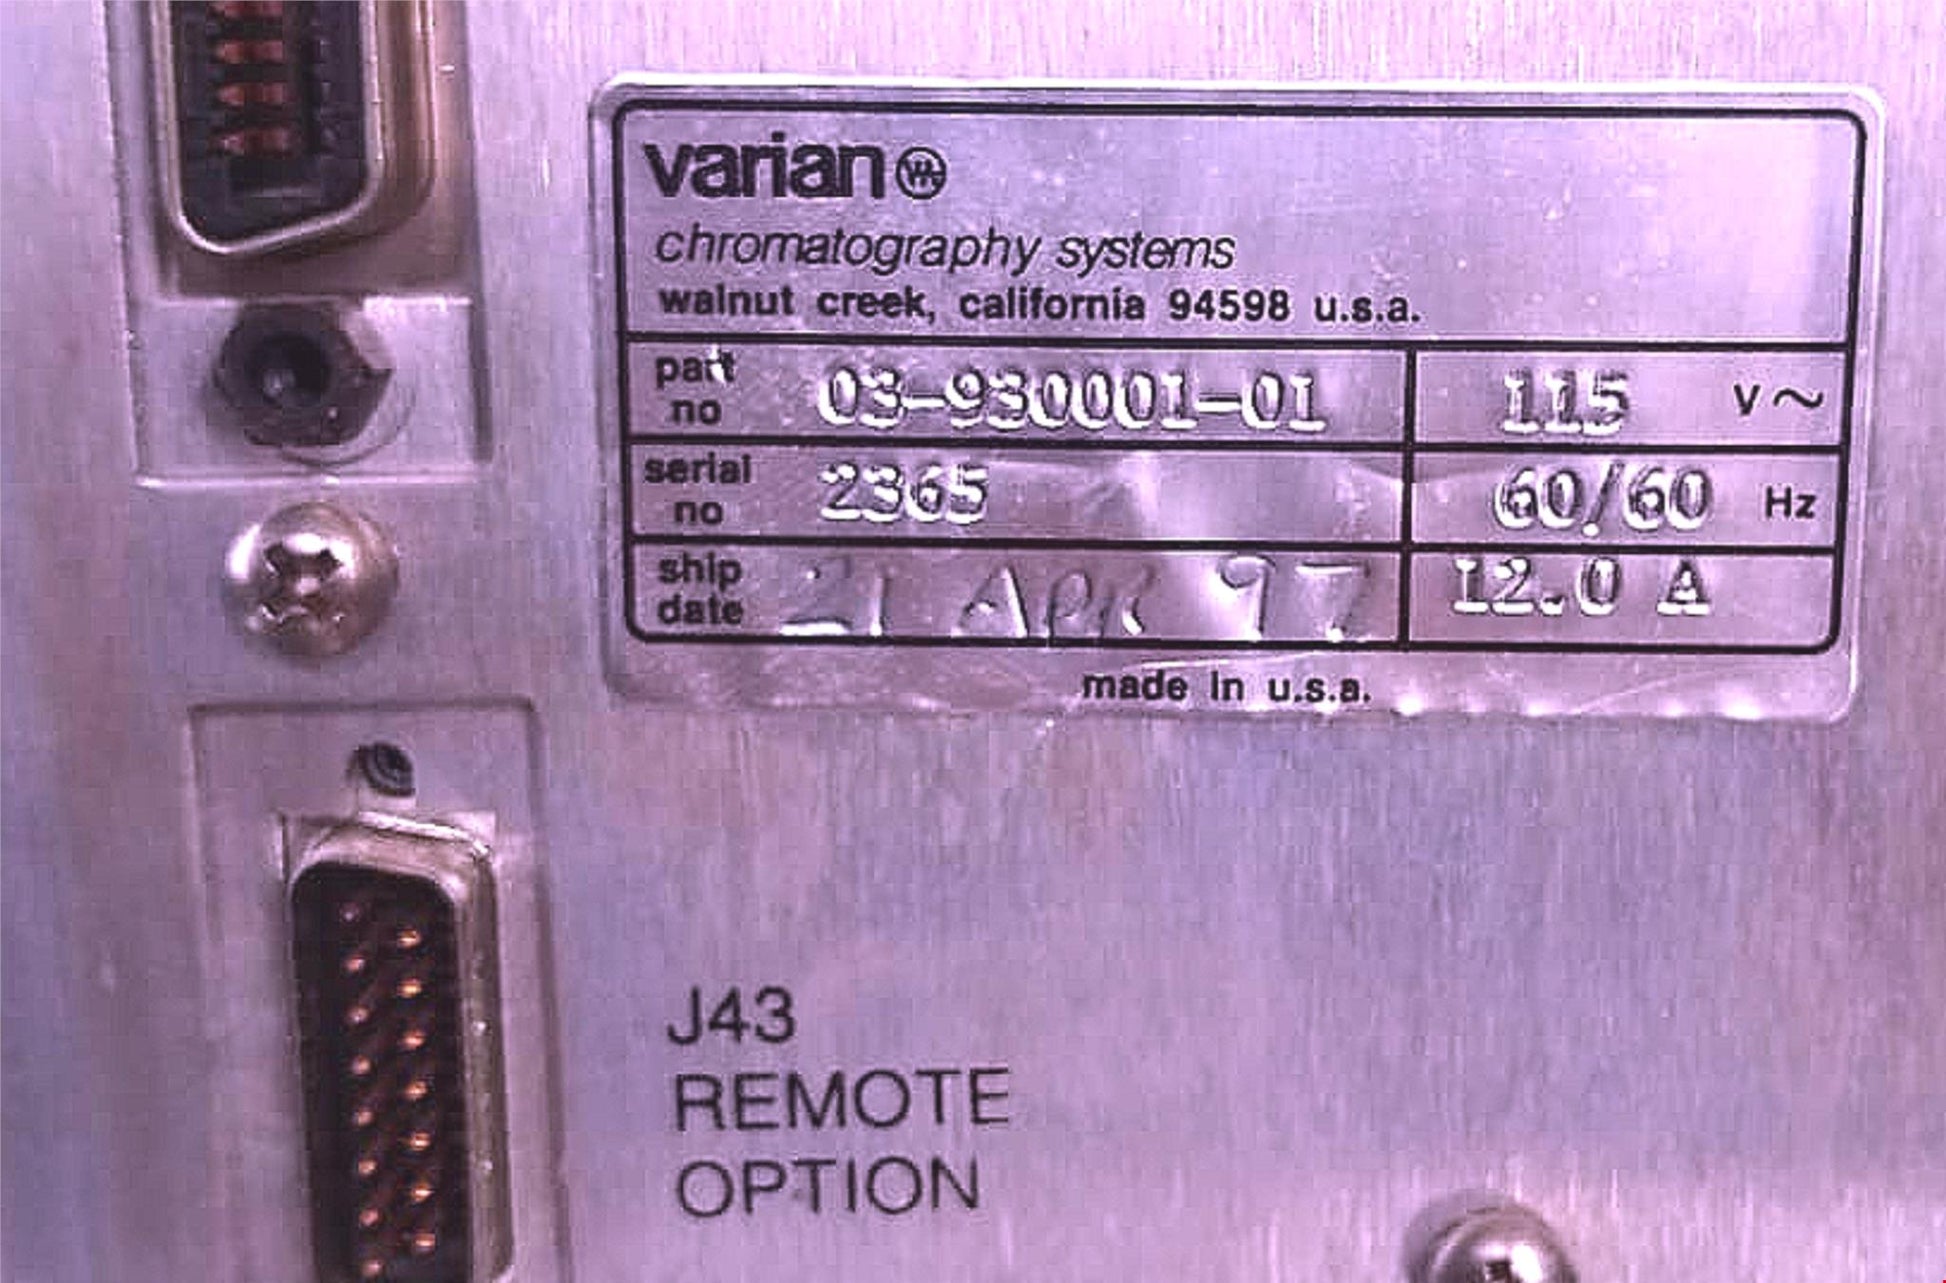 varian
chromatography systems
walnut creek, california 94598 u.s.a.
part no 03-930001-01 115 V~
serial no 2365 60/60 Hz
ship date 21 APR 97 12.0 A
made in u.s.a.
J43
REMOTE
OPTION